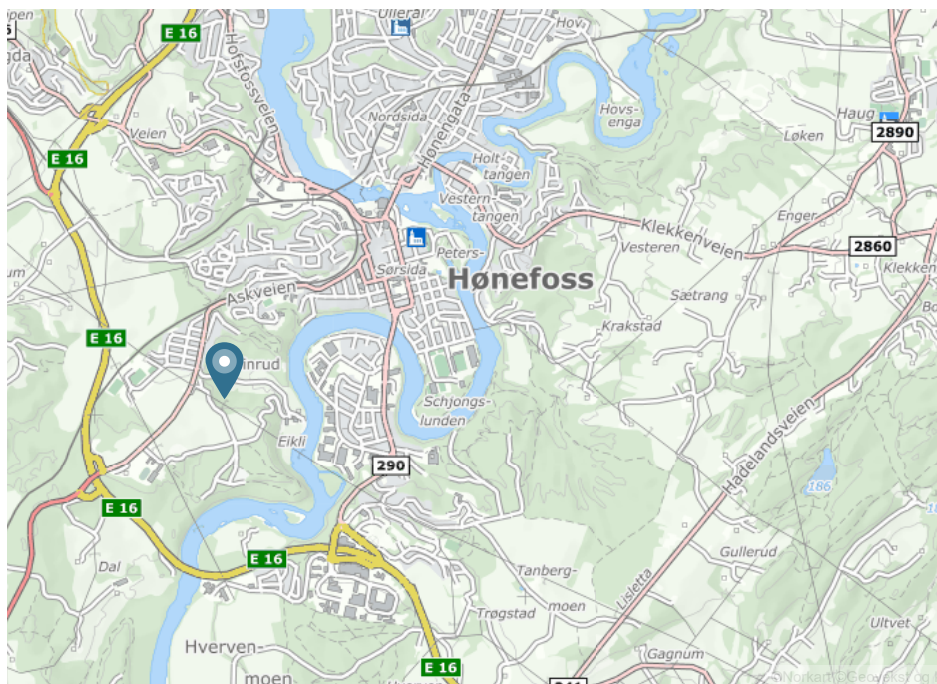 Ullerål
E 16
Hov
Horsfossveien
Hønengata
Nordsida
Hovs-
enga
Haug
2890
Løken
Veien
E 16
Holt-
tangen
Vestern-
tangen
Enger
Klekkenveien
Vesteren
2860
Klekken
Peters-
Sørsida
Hønefoss
Askveien
Sætrang
Krakstad
E 16
Schjongs-
lunden
Eikli
290
Hadelandsveien
186
E 16
E 16
Dal
Gullerud
Tanberg-
moen
Lisletta
Trøgstad
Ultvet
Hverven-
moen
Gagnum
E 16